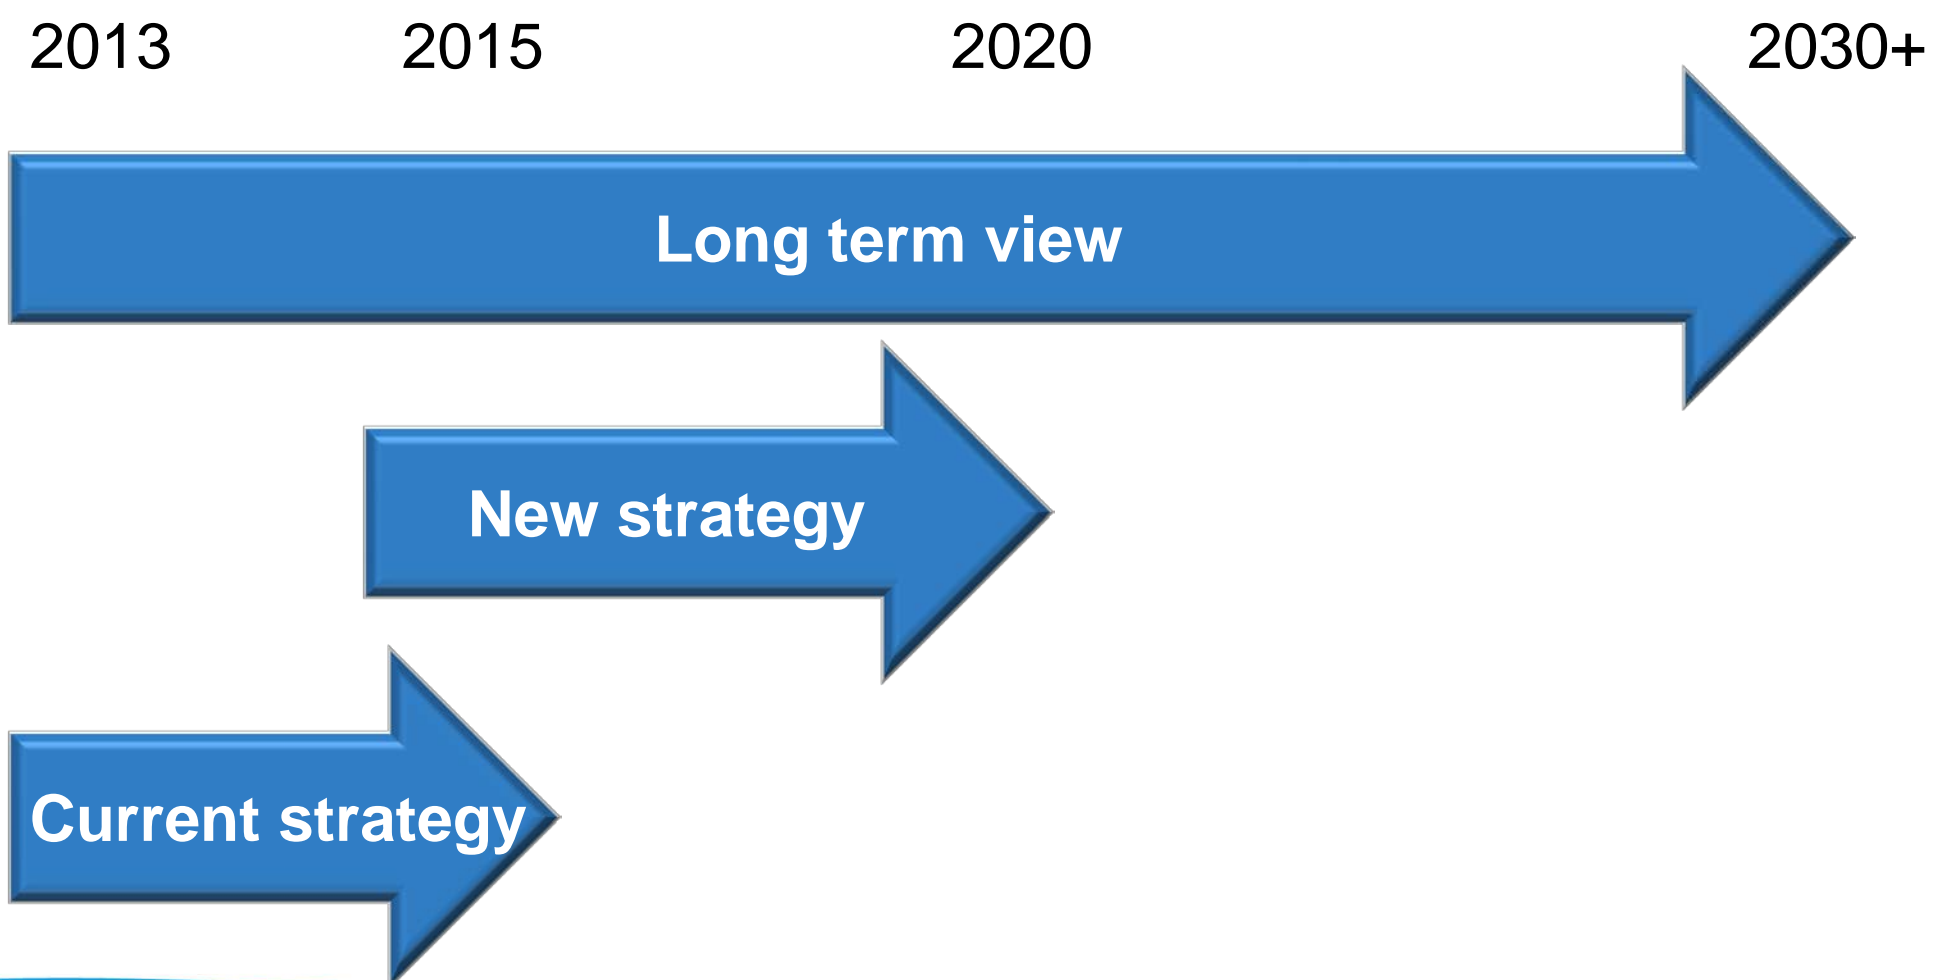 2013 2015 2020 2030+
Long term view
New strategy
Current strategy